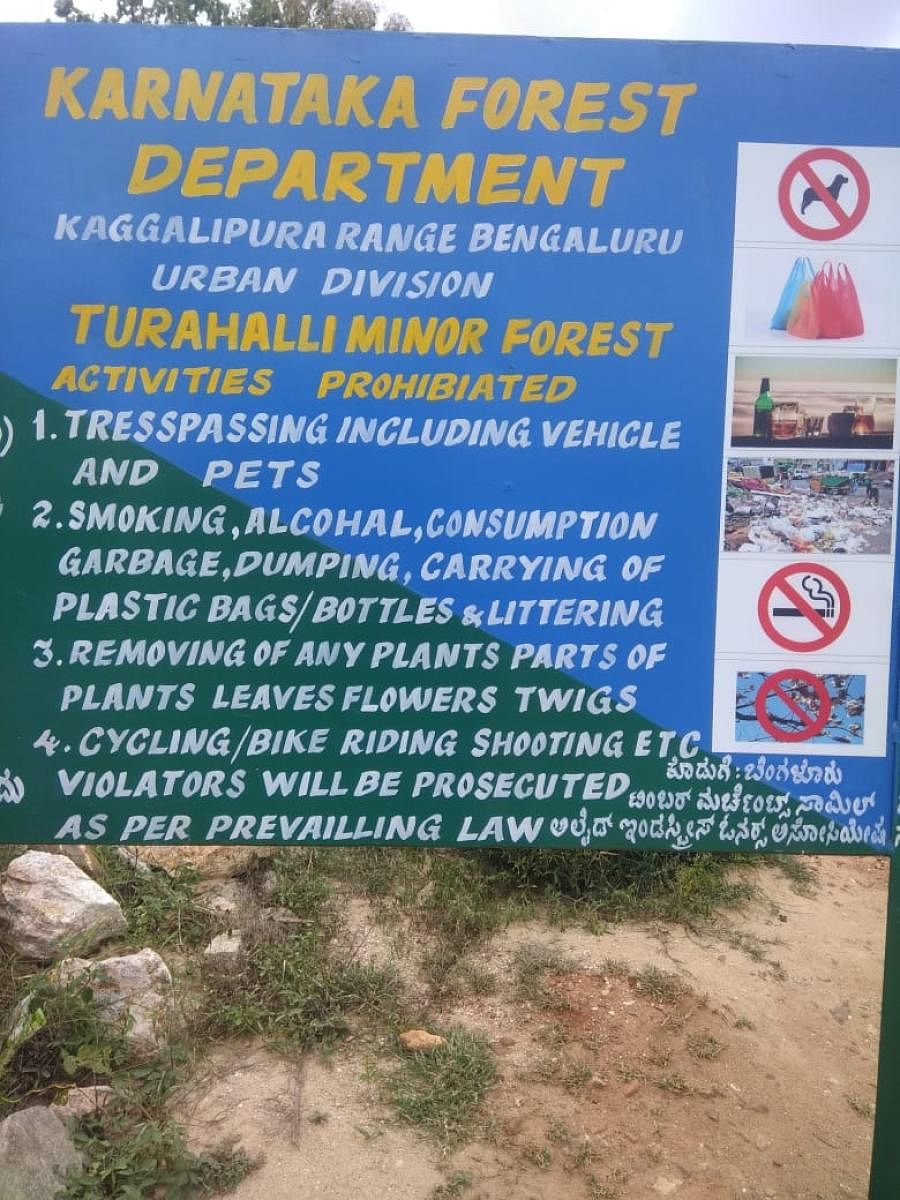 KARNATAKA FOREST
DEPARTMENT
KAGGALIPURA RANGE BENGALURU
URBAN DIVISION
TURAHALLI MINOR FOREST
ACTIVITIES PROHIBIATED
1. TRESSPASSING INCLUDING VEHICLE
AND PETS
2. SMOKING, ALCOHAL, CONSUMPTION
GARBAGE, DUMPING, CARRYING OF
PLASTIC BAGS/BOTTLES & LITTERING
3. REMOVING OF ANY PLANTS PARTS OF
PLANTS LEAVES FLOWERS TWIGS
4. CYCLING/BIKE RIDING SHOOTING ETC
VIOLATORS WILL BE PROSECUTED
AS PER PREVAILLING LAW
ಕೊಡುಗೆ : ಬೆಂಗಳೂರು
ಟಿಂಬರ್ ಮರ್ಚೆಂಟ್ಸ್, ಸಾಮಿಲ್
ಅಲೈಡ್ ಇಂಡಸ್ಟ್ರೀಸ್ ಓನರ್ಸ್ ಅಸೋಸಿಯೇಷ